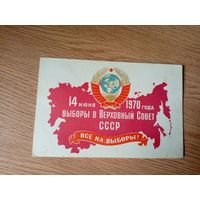 14 июня 1970 года
выборы в Верховный Совет
СССР
ВСЕ НА ВЫБОРЫ!